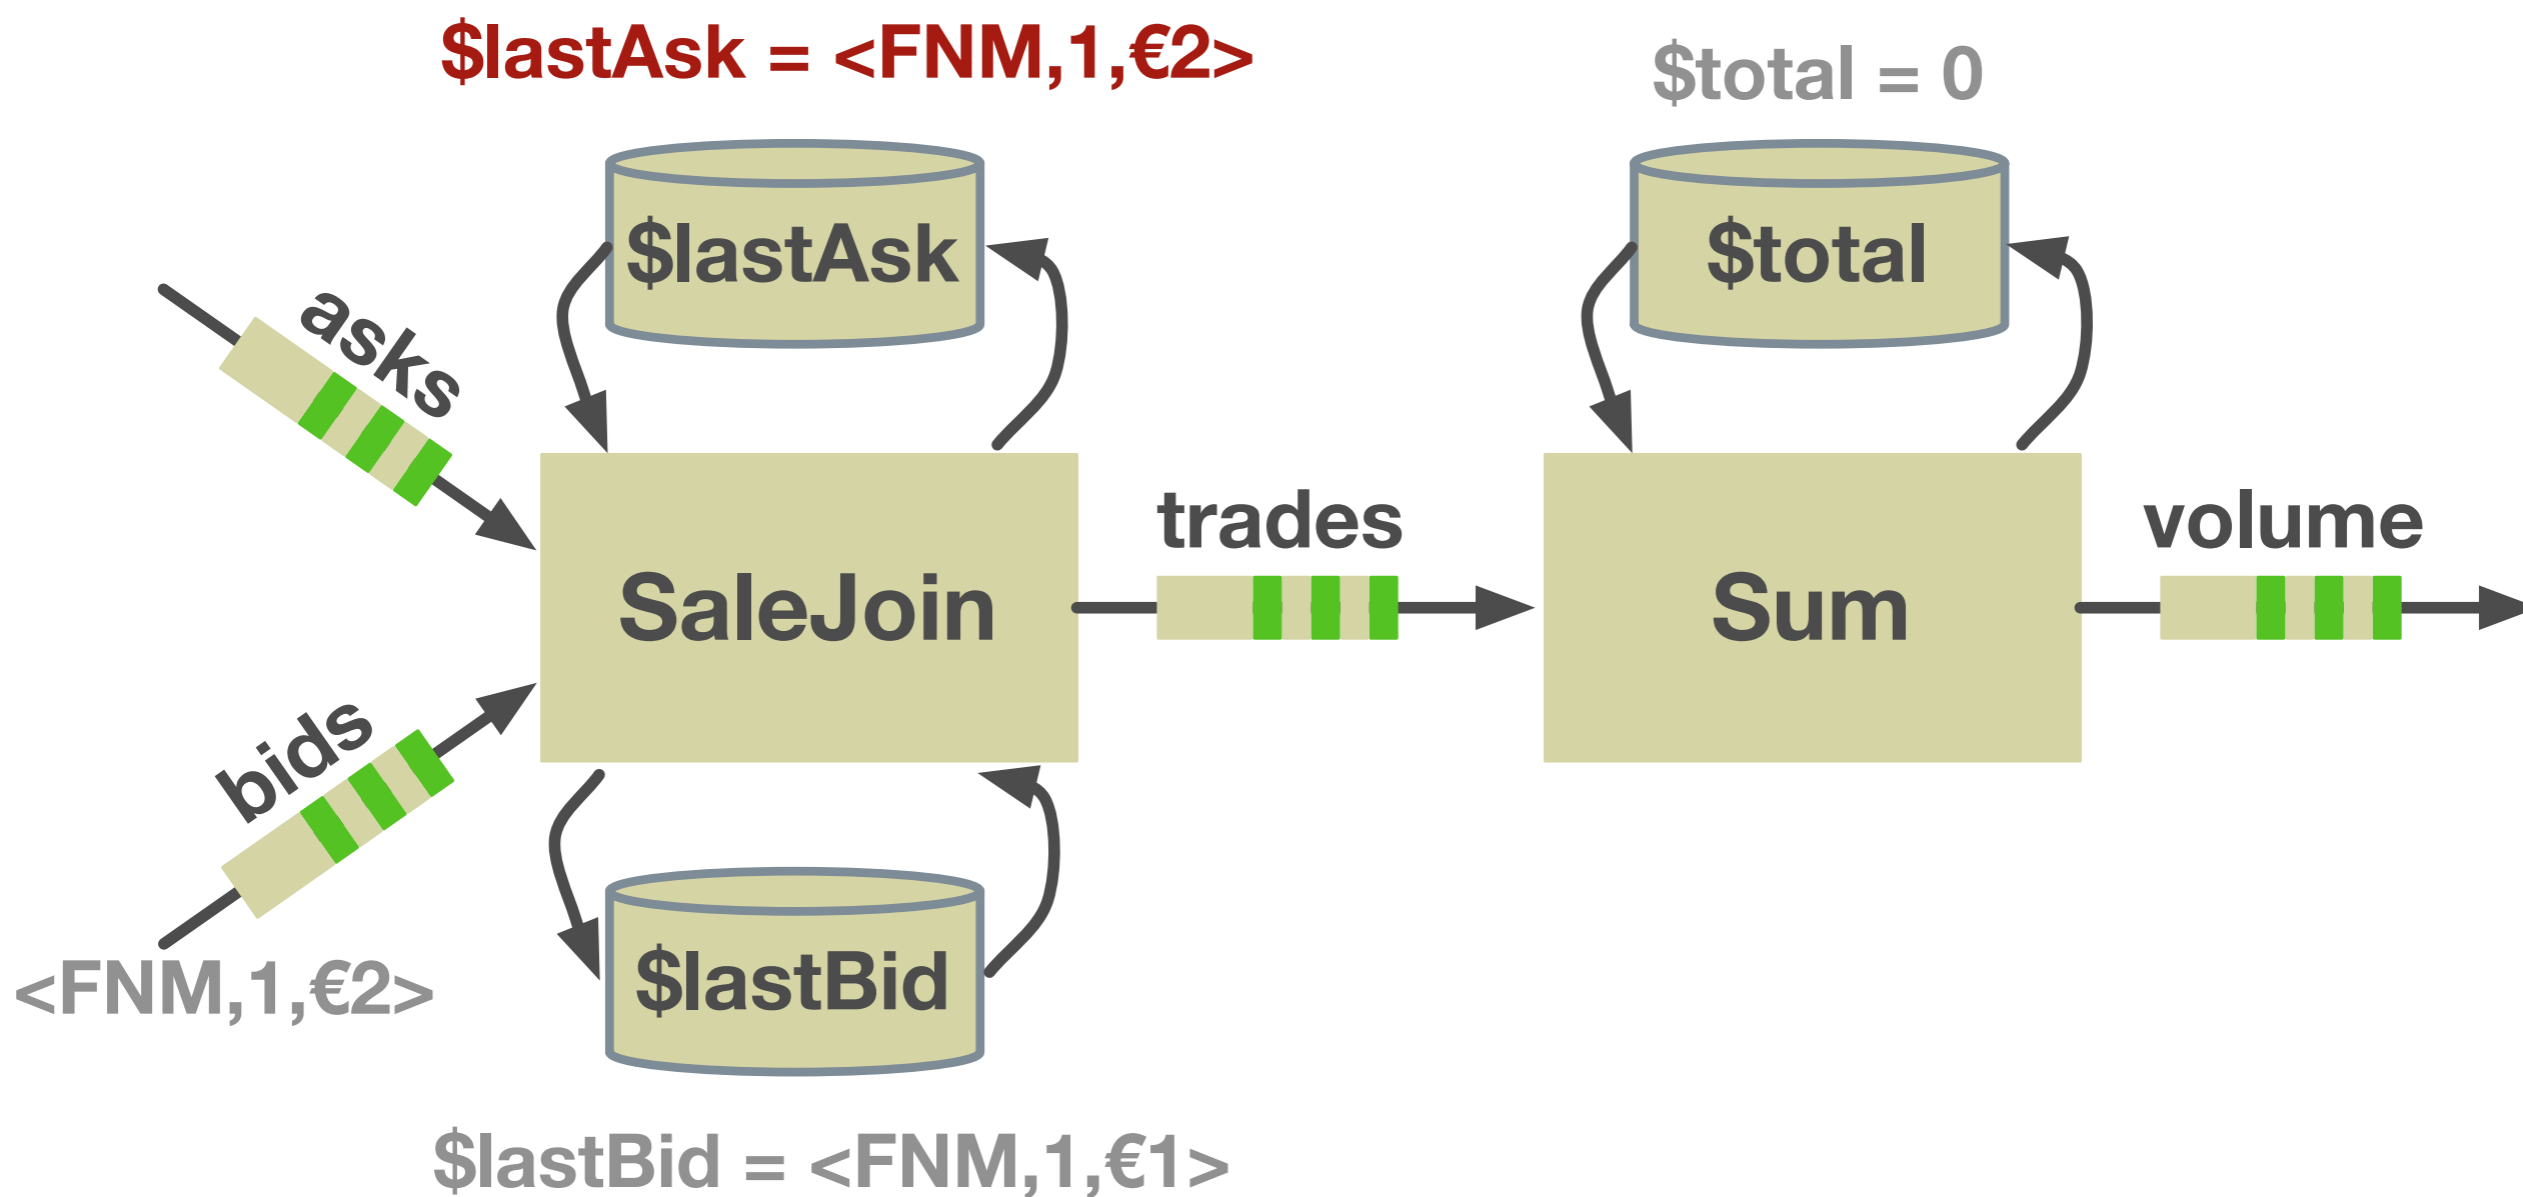 $lastAsk = <FNM,1,€2>
$total = 0
$lastAsk
$total
asks
trades
volume
SaleJoin
Sum
bids
<FNM,1,€2>
$lastBid
$lastBid = <FNM,1,€1>